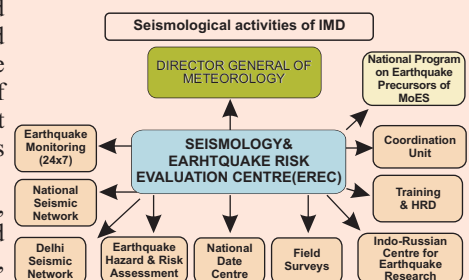 Seismological activities of IMD
DIRECTOR GENERAL OF
METEOROLOGY
National Program
on Earthquake
Precursors of
MoES
Earthquake
Monitoring
(24x7)
SEISMOLOGY&
EARHTQUAKE RISK
EVALUATION CENTRE(EREC)
Coordination
Unit
National
Seismic
Network
Training
& HRD
Delhi
Seismic
Network
Earthquake
Hazard & Risk
Assessment
National
Date
Centre
Field
Surveys
Indo-Russian
Centre for
Earthquake
Research